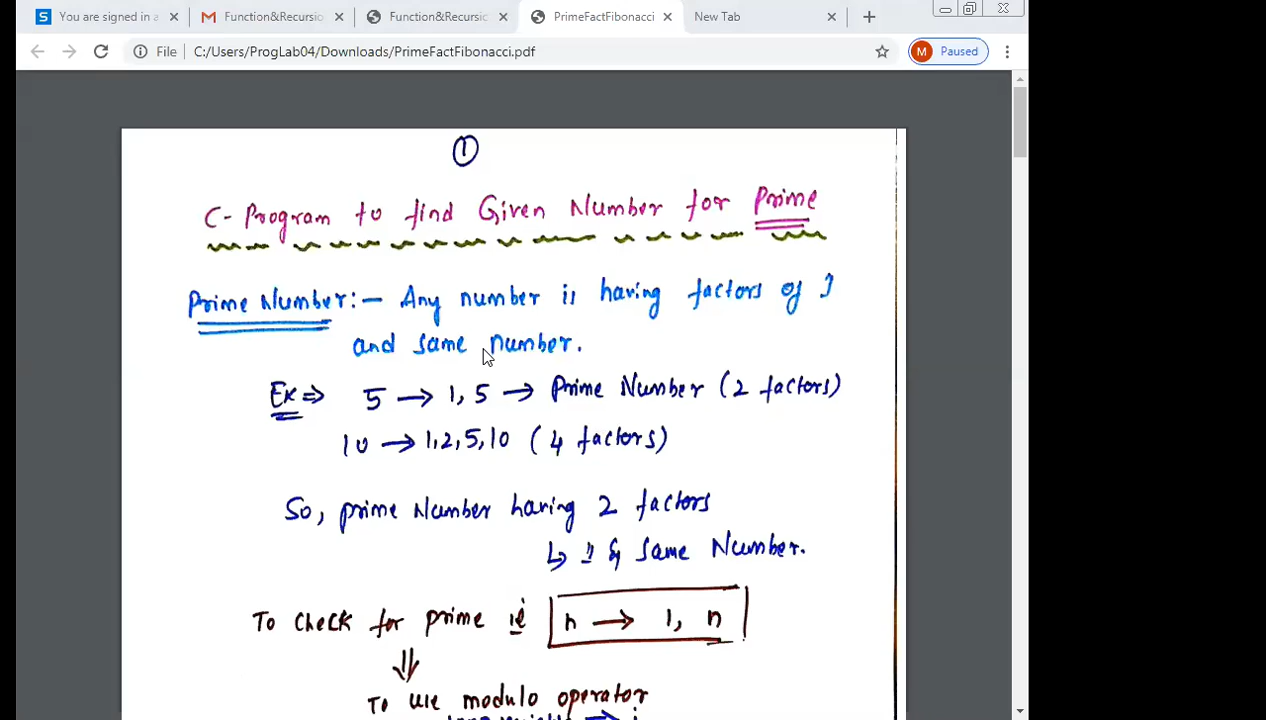 You are signed in a
Function&Recursio
Function&Recursic
PrimeFactFibonacci
New Tab
File C:/Users/ProgLab04/Downloads/PrimeFactFibonacci.pdf
M Paused
1
C-Program to find Given Number for Prime
Prime Number:- Any number is having factors of 1
and same number.
Ex ⇒ 5 → 1, 5 → Prime Number (2 factors)
10 → 1,2,5,10 (4 factors)
So, prime Number having 2 factors
↳ 1 & same Number.
To check for prime ie n → 1, n
⇓
To use modulo operator
loop variable → i